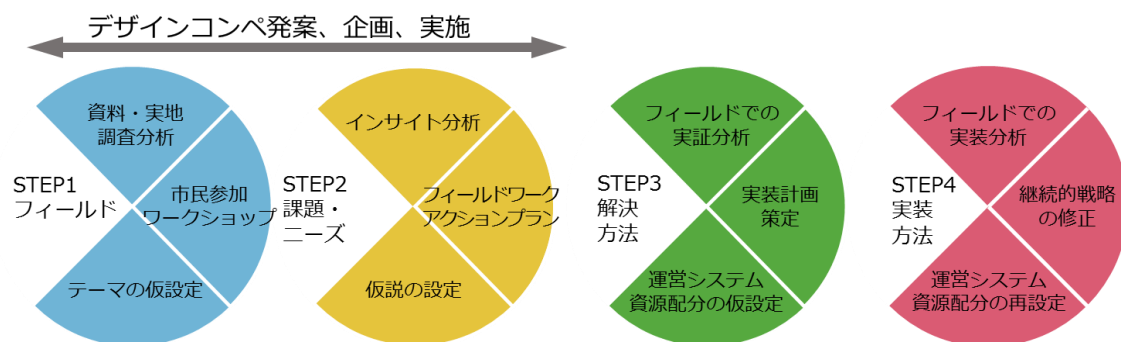 デザインコンペ発案、企画、実施
資料・実地
調査分析
STEP1
フィールド
市民参加
ワークショップ
テーマの仮設定
インサイト分析
STEP2
課題・
ニーズ
フィールドワーク
アクションプラン
仮説の設定
フィールドでの
実証分析
STEP3
解決
方法
実装計画
策定
運営システム
資源配分の仮設定
フィールドでの
実装分析
STEP4
実装
方法
継続的戦略
の修正
運営システム
資源配分の再設定